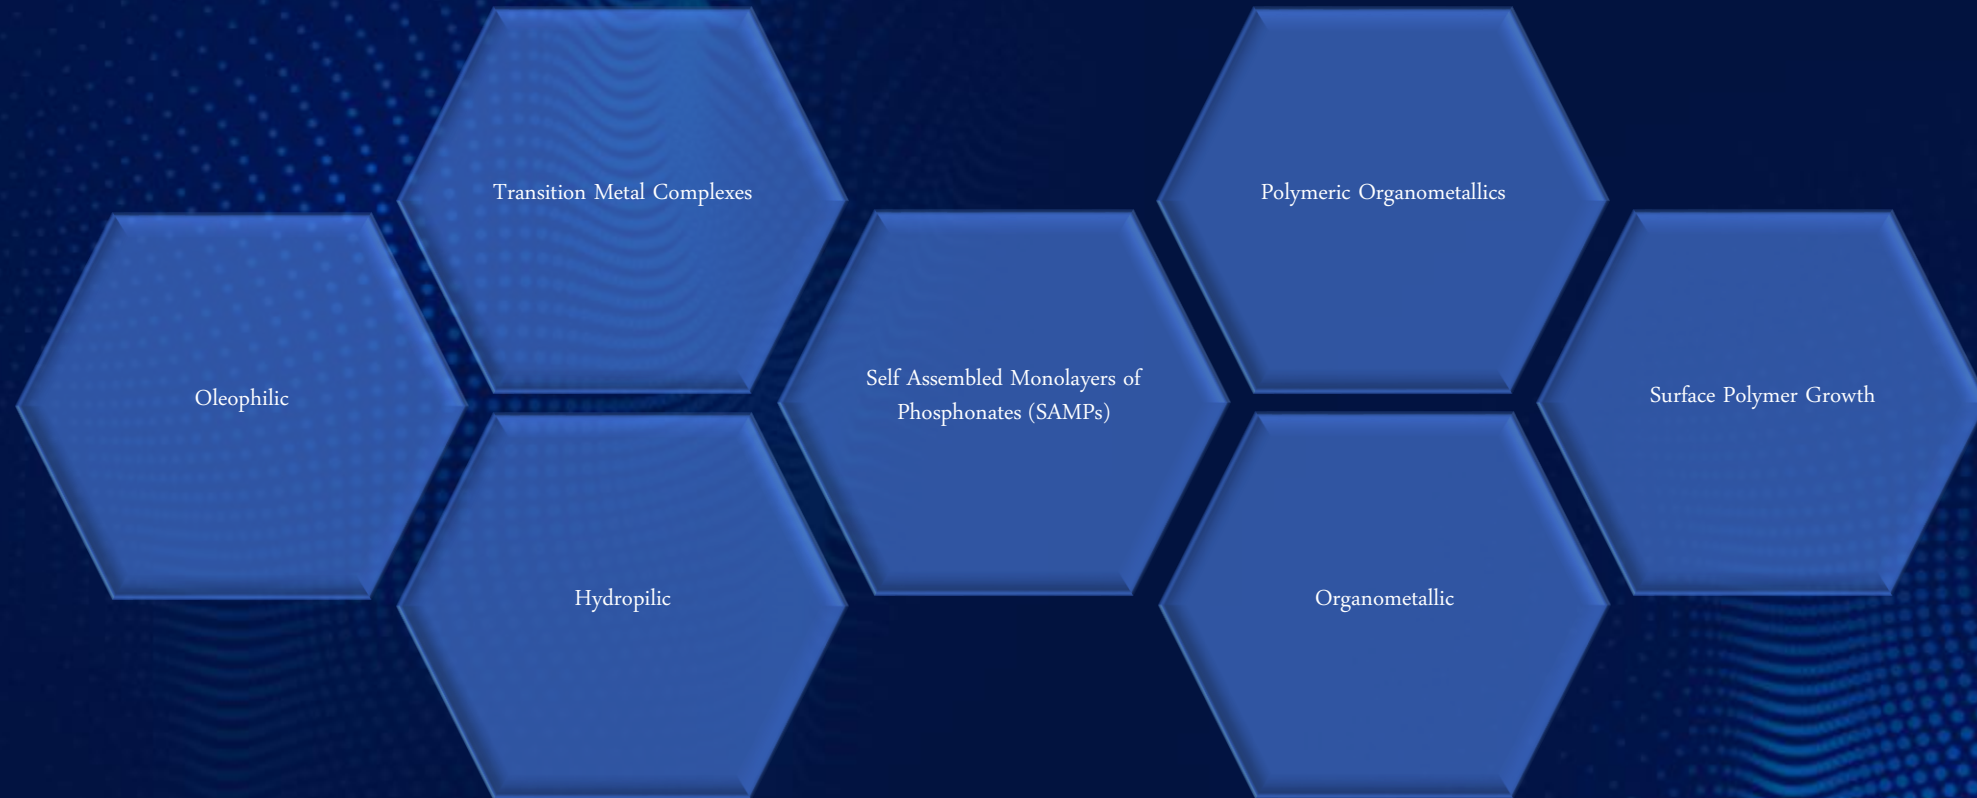 Transition Metal Complexes
Polymeric Organometallics
Oleophilic
Self Assembled Monolayers of
Phosphonates (SAMPs)
Surface Polymer Growth
Hydropilic
Organometallic